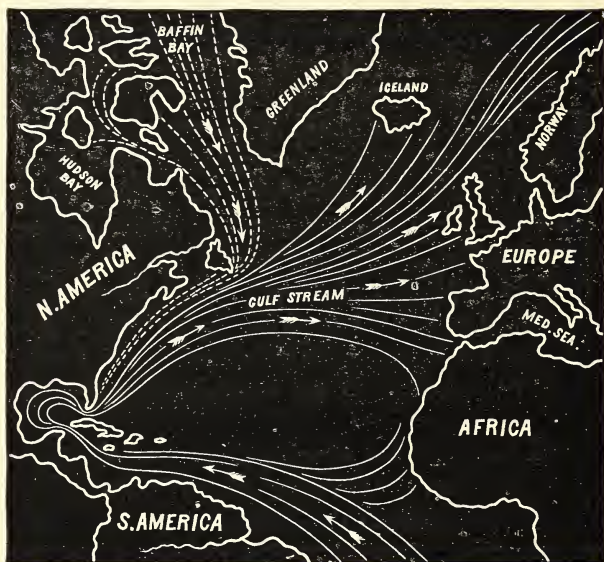 BAFFIN
BAY
GREENLAND
ICELAND
NORWAY
HUDSON
BAY
N. AMERICA
EUROPE
GULF STREAM
MED. SEA.
AFRICA
S. AMERICA